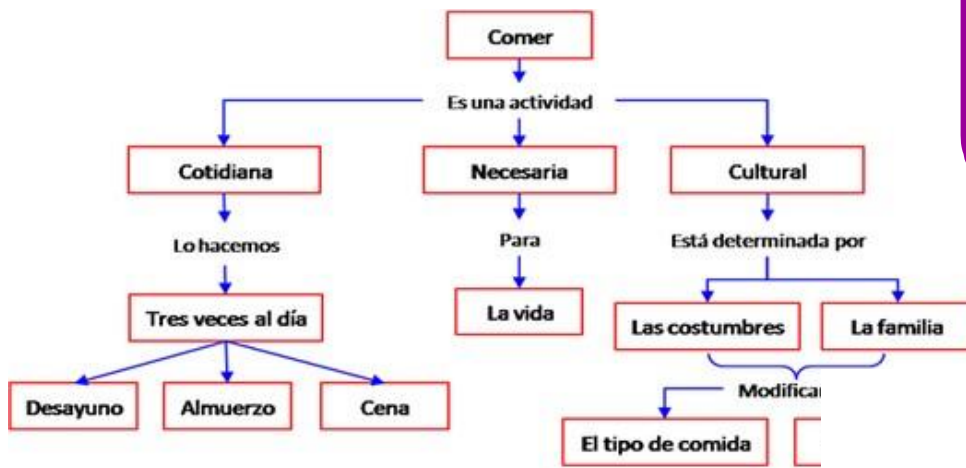 Comer
Es una actividad
Cotidiana
Necesaria
Cultural
Lo hacemos
Para
Está determinada por
Tres veces al día
La vida
Las costumbres
La familia
Desayuno
Almuerzo
Cena
El tipo de comida